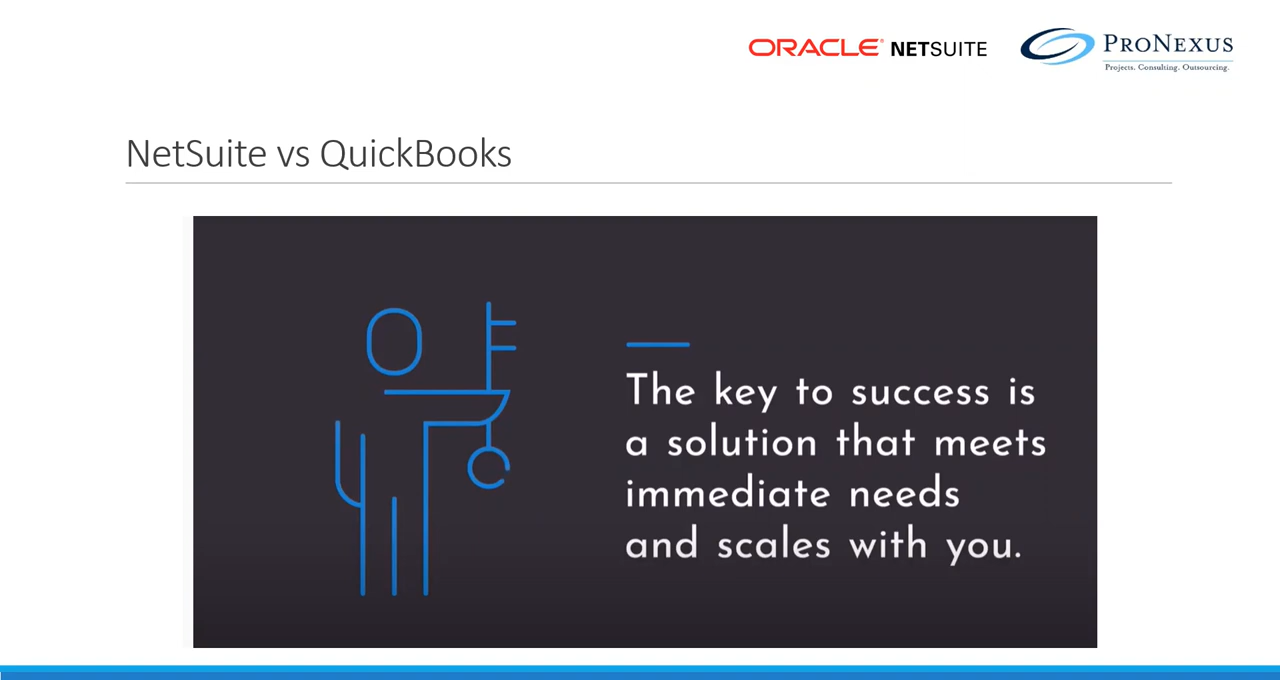 ORACLE® NETSUITE
PRONEXUS
Projects. Consulting. Outsourcing.
NetSuite vs QuickBooks
The key to success is
a solution that meets
immediate needs
and scales with you.